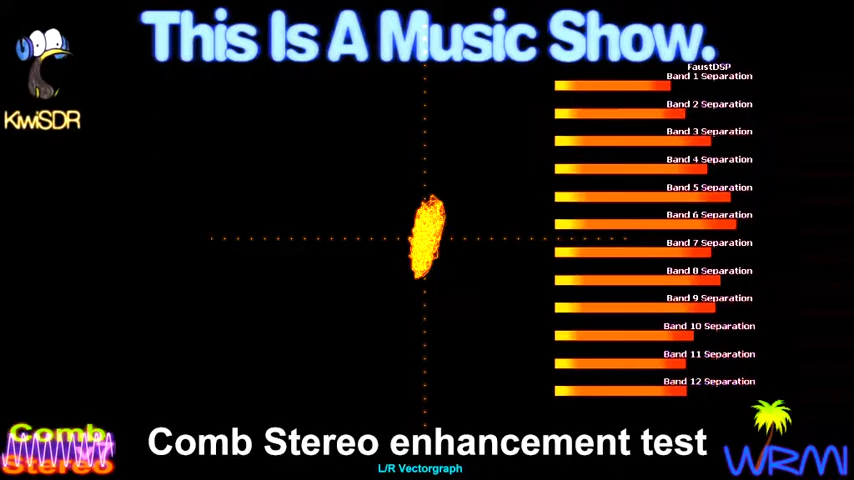 This Is A Music Show.
KiwiSDR
FaustDSP
Band 1 Separation
Band 2 Separation
Band 3 Separation
Band 4 Separation
Band 5 Separation
Band 6 Separation
Band 7 Separation
Band 8 Separation
Band 9 Separation
Band 10 Separation
Band 11 Separation
Band 12 Separation
Comb
Stereo
Comb Stereo enhancement test
L/R Vectorgraph
WRMI